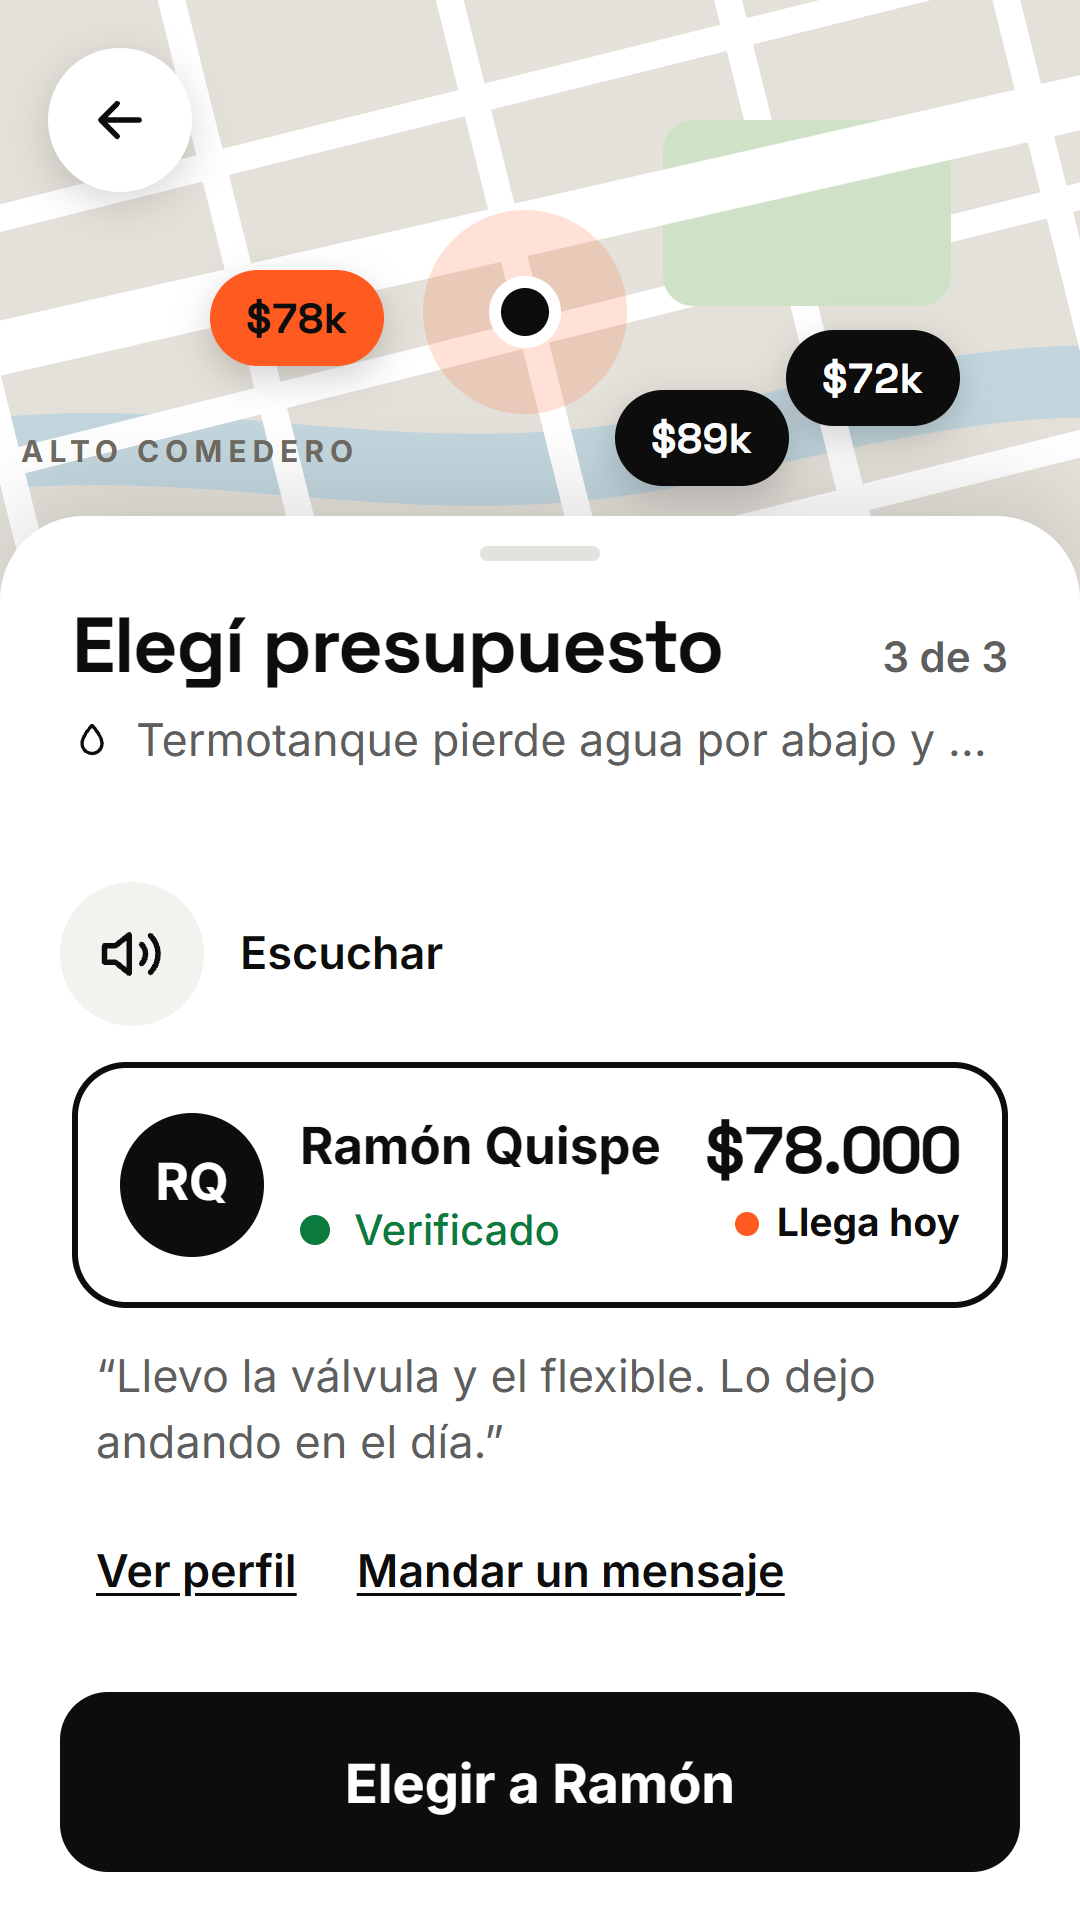 $78k
$72k
$89k
ALTO COMEDERO
Elegí presupuesto
3 de 3
Termotanque pierde agua por abajo y ...
Escuchar
RQ
Ramón Quispe
$78.000
Verificado
Llega hoy
“Llevo la válvula y el flexible. Lo dejo
andando en el día.”
Ver perfil
Mandar un mensaje
Elegir a Ramón